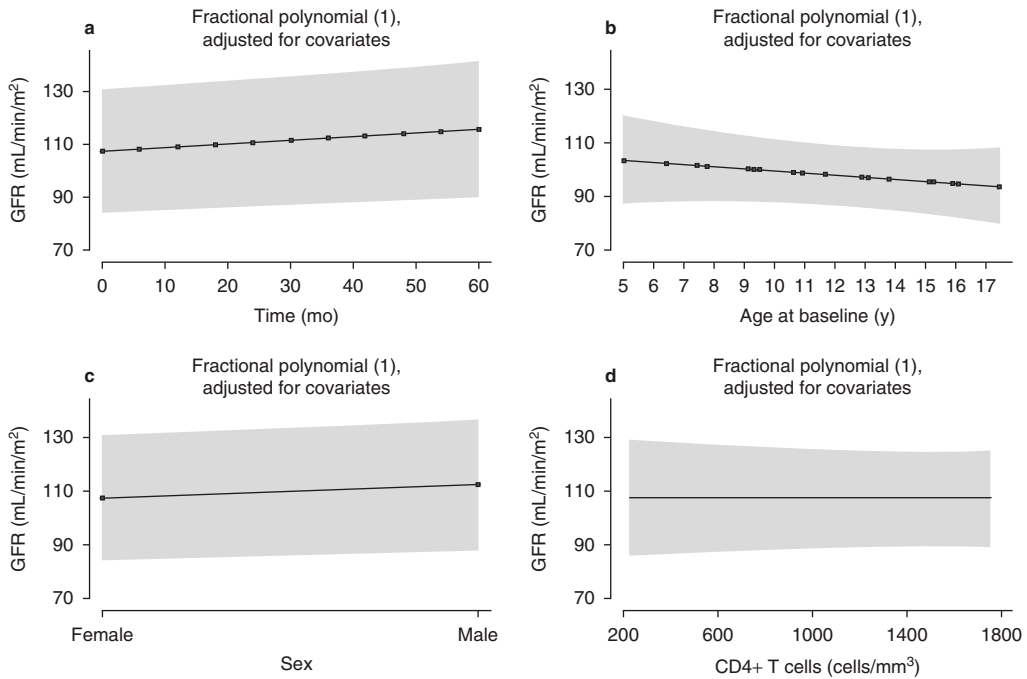 a
Fractional polynomial (1),
adjusted for covariates
130
110
90
70
GFR (mL/min/m²)
0 10 20 30 40 50 60
Time (mo)
b
Fractional polynomial (1),
adjusted for covariates
130
110
90
70
GFR (mL/min/m²)
5 6 7 8 9 10 11 12 13 14 15 16 17
Age at baseline (y)
c
Fractional polynomial (1),
adjusted for covariates
130
110
90
70
GFR (mL/min/m²)
Female Male
Sex
d
Fractional polynomial (1),
adjusted for covariates
130
110
90
70
GFR (mL/min/m²)
200 600 1000 1400 1800
CD4+ T cells (cells/mm³)